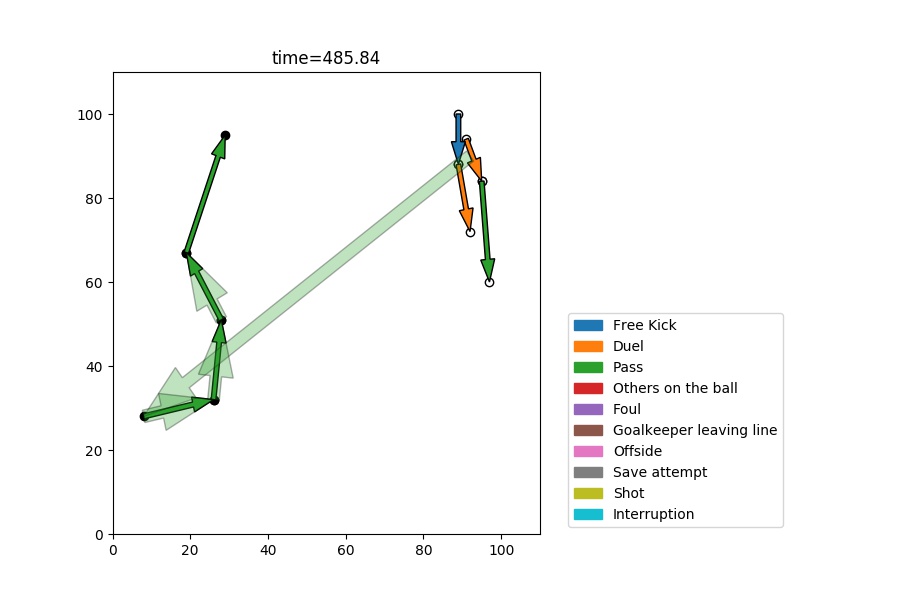 time=485.84
100
80
60
40
20
0
0 20 40 60 80 100
Free Kick
Duel
Pass
Others on the ball
Foul
Goalkeeper leaving line
Offside
Save attempt
Shot
Interruption